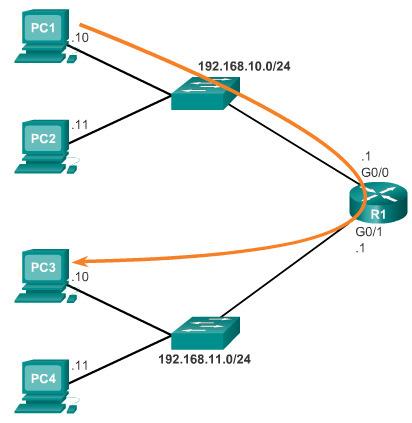 PC1
.10
192.168.10.0/24
PC2
.11
.1
G0/0
R1
G0/1
.1
PC3
.10
PC4
.11
192.168.11.0/24